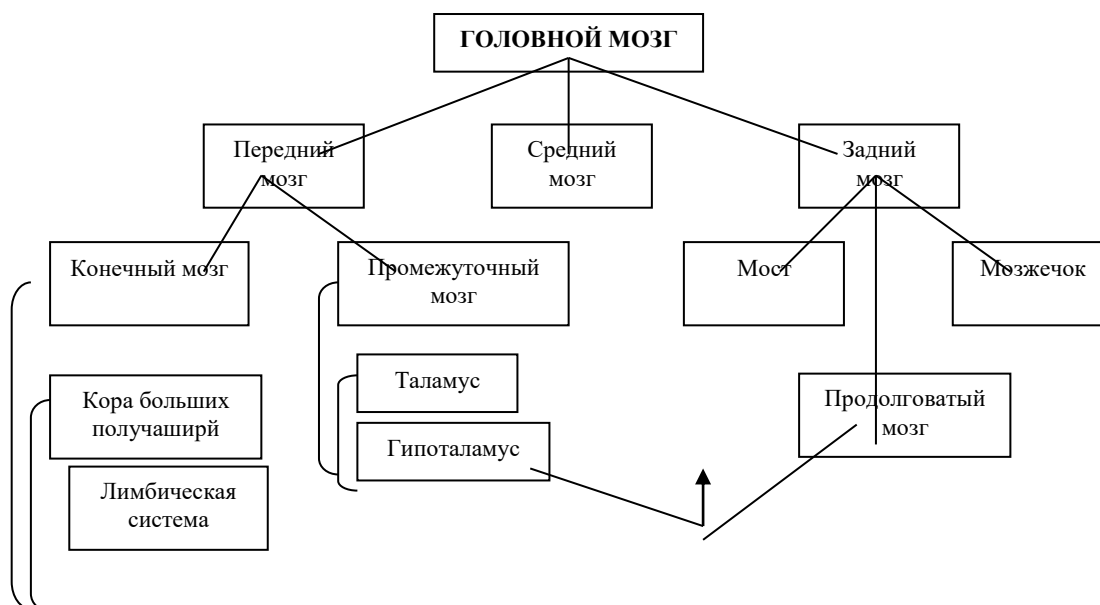 ГОЛОВНОЙ МОЗГ
Передний
мозг
Средний
мозг
Задний
мозг
Конечный мозг
Промежуточный
мозг
Мост
Мозжечок
Таламус
Кора больших
получаширй
Продолговатый
мозг
Гипоталамус
Лимбическая
система